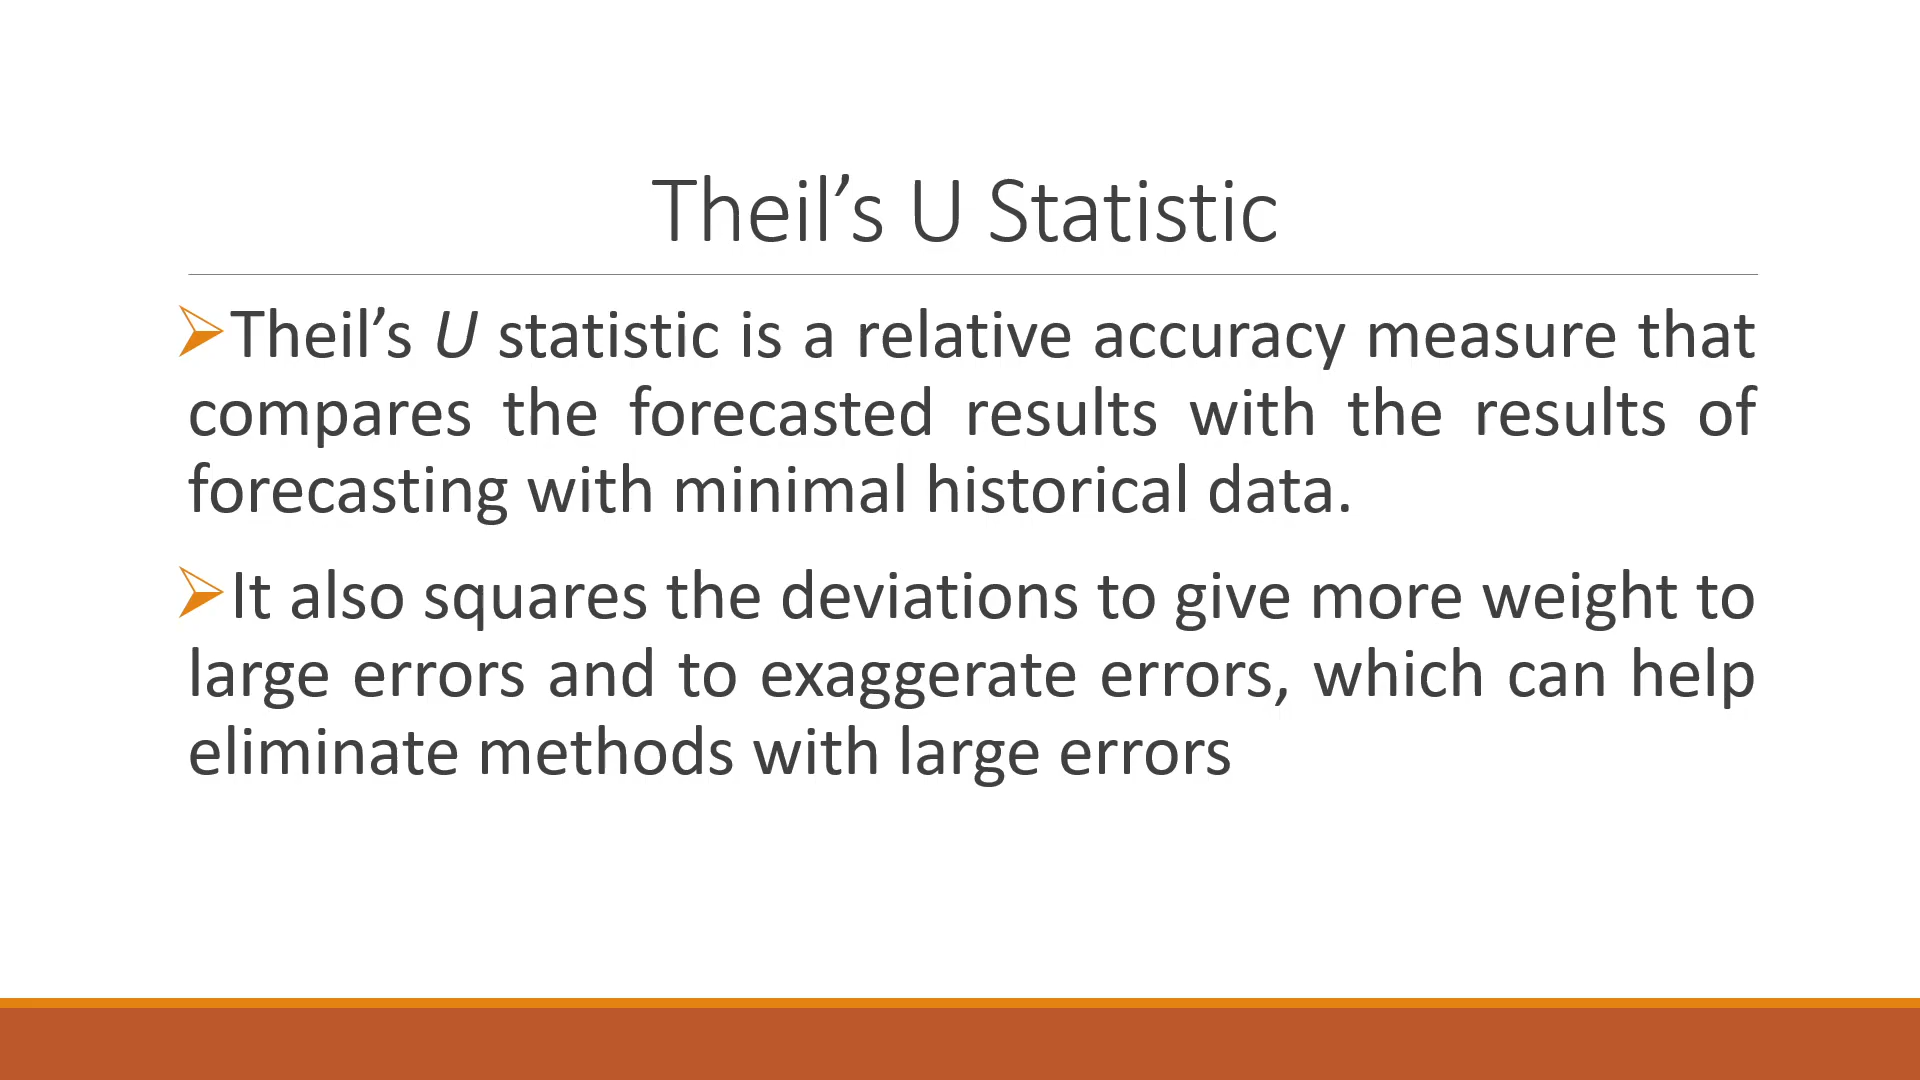 Theil’s U Statistic
Theil’s U statistic is a relative accuracy measure that
compares the forecasted results with the results of
forecasting with minimal historical data.
It also squares the deviations to give more weight to
large errors and to exaggerate errors, which can help
eliminate methods with large errors